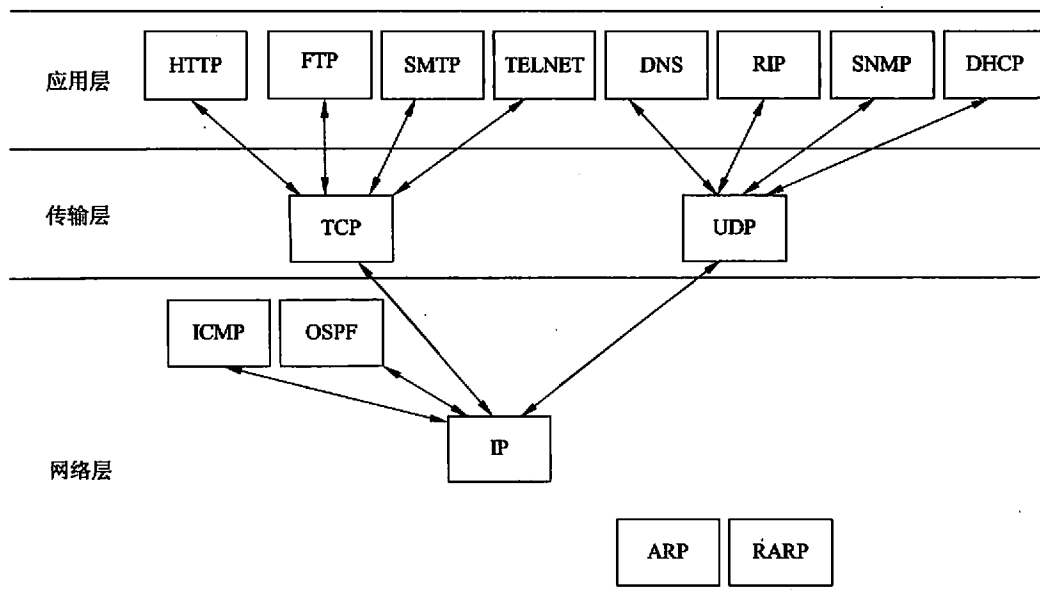 应用层
HTTP
FTP
SMTP
TELNET
DNS
RIP
SNMP
DHCP
传输层
TCP
UDP
ICMP
OSPF
IP
网络层
ARP
RARP